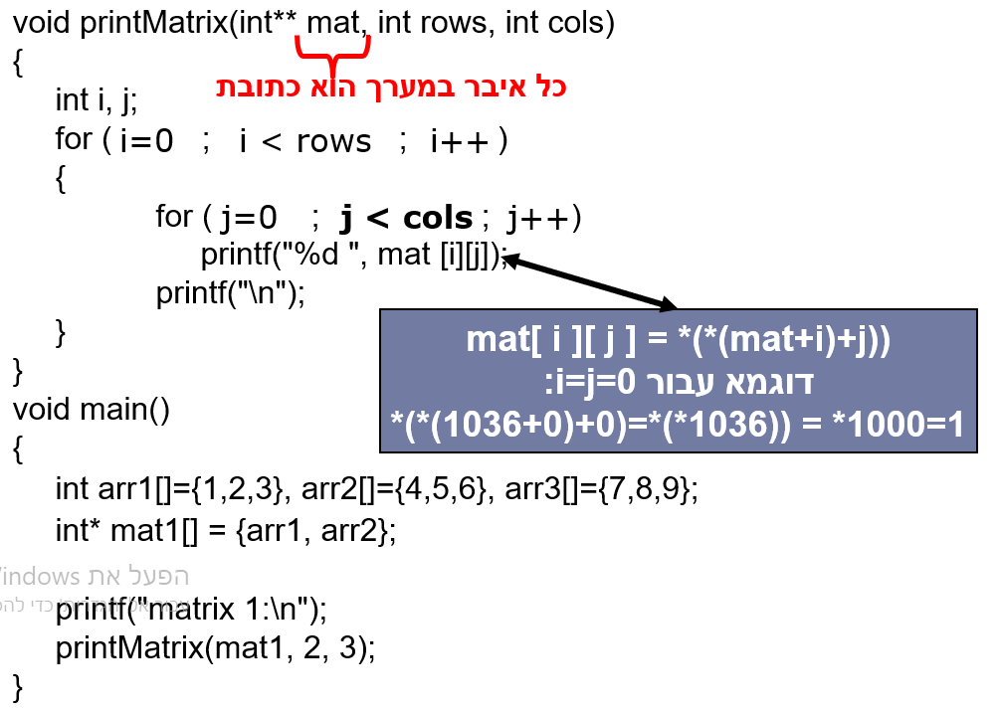 void printMatrix(int** mat, int rows, int cols)
{
כל איבר במערך הוא כתובת
int i, j;
for ( i=0 ; i < rows ; i++ )
{
for ( j=0 ; j < cols ; j++)
printf("%d ", mat [i][j]);
printf("\n");
}
}
mat[ i ][ j ] = *(*(mat+i)+j))
דוגמא עבור i=j=0:
*(*(1036+0)+0)=*(*1036)) = *1000=1
void main()
{
int arr1[]={1,2,3}, arr2[]={4,5,6}, arr3[]={7,8,9};
int* mat1[] = {arr1, arr2};
הפעל את Windows
printf("matrix 1:\n");
printMatrix(mat1, 2, 3);
}